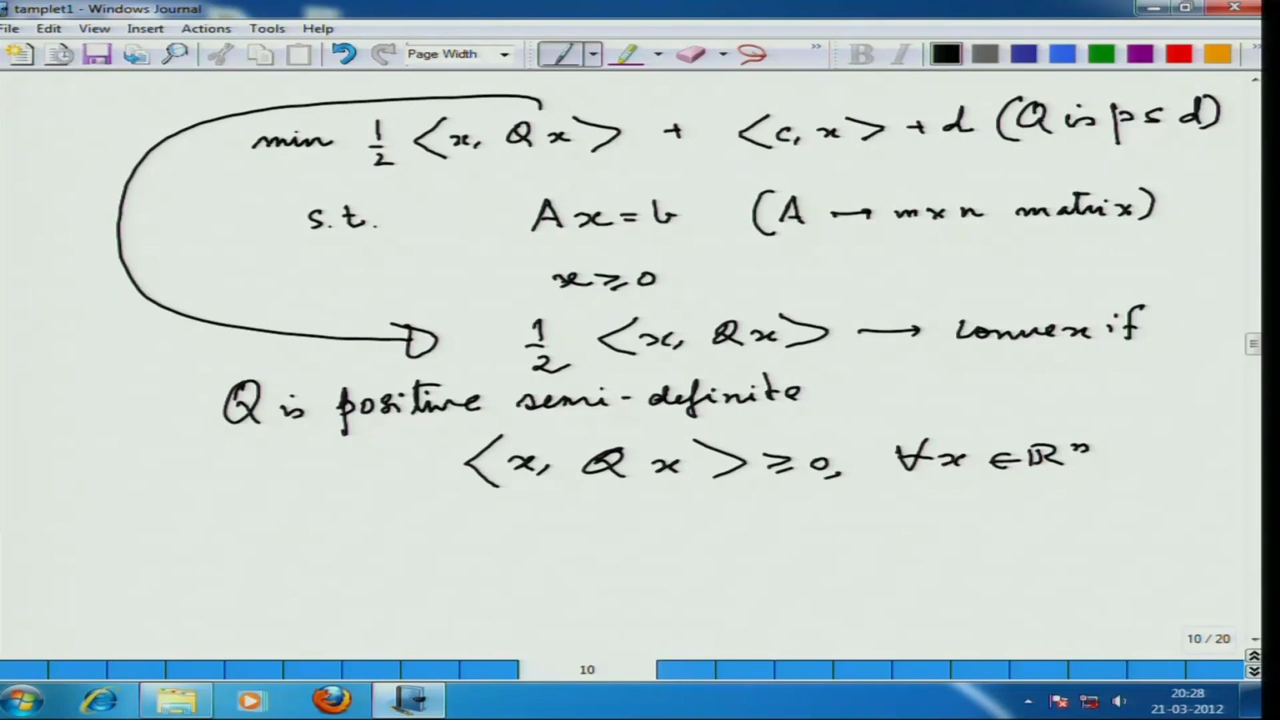 tamplet1 - Windows Journal
File Edit View Insert Actions Tools Help
Page Width
min 1/2 <x, Qx> + <c, x> + d (Q is psd)
s.t. Ax = b (A → m×n matrix)
x ≥ 0
1/2 <x, Qx> → convex if
Q is positive semi-definite
<x, Qx> ≥ 0, ∀x ∈ ℝⁿ
10 / 20
10
20:28
21-03-2012